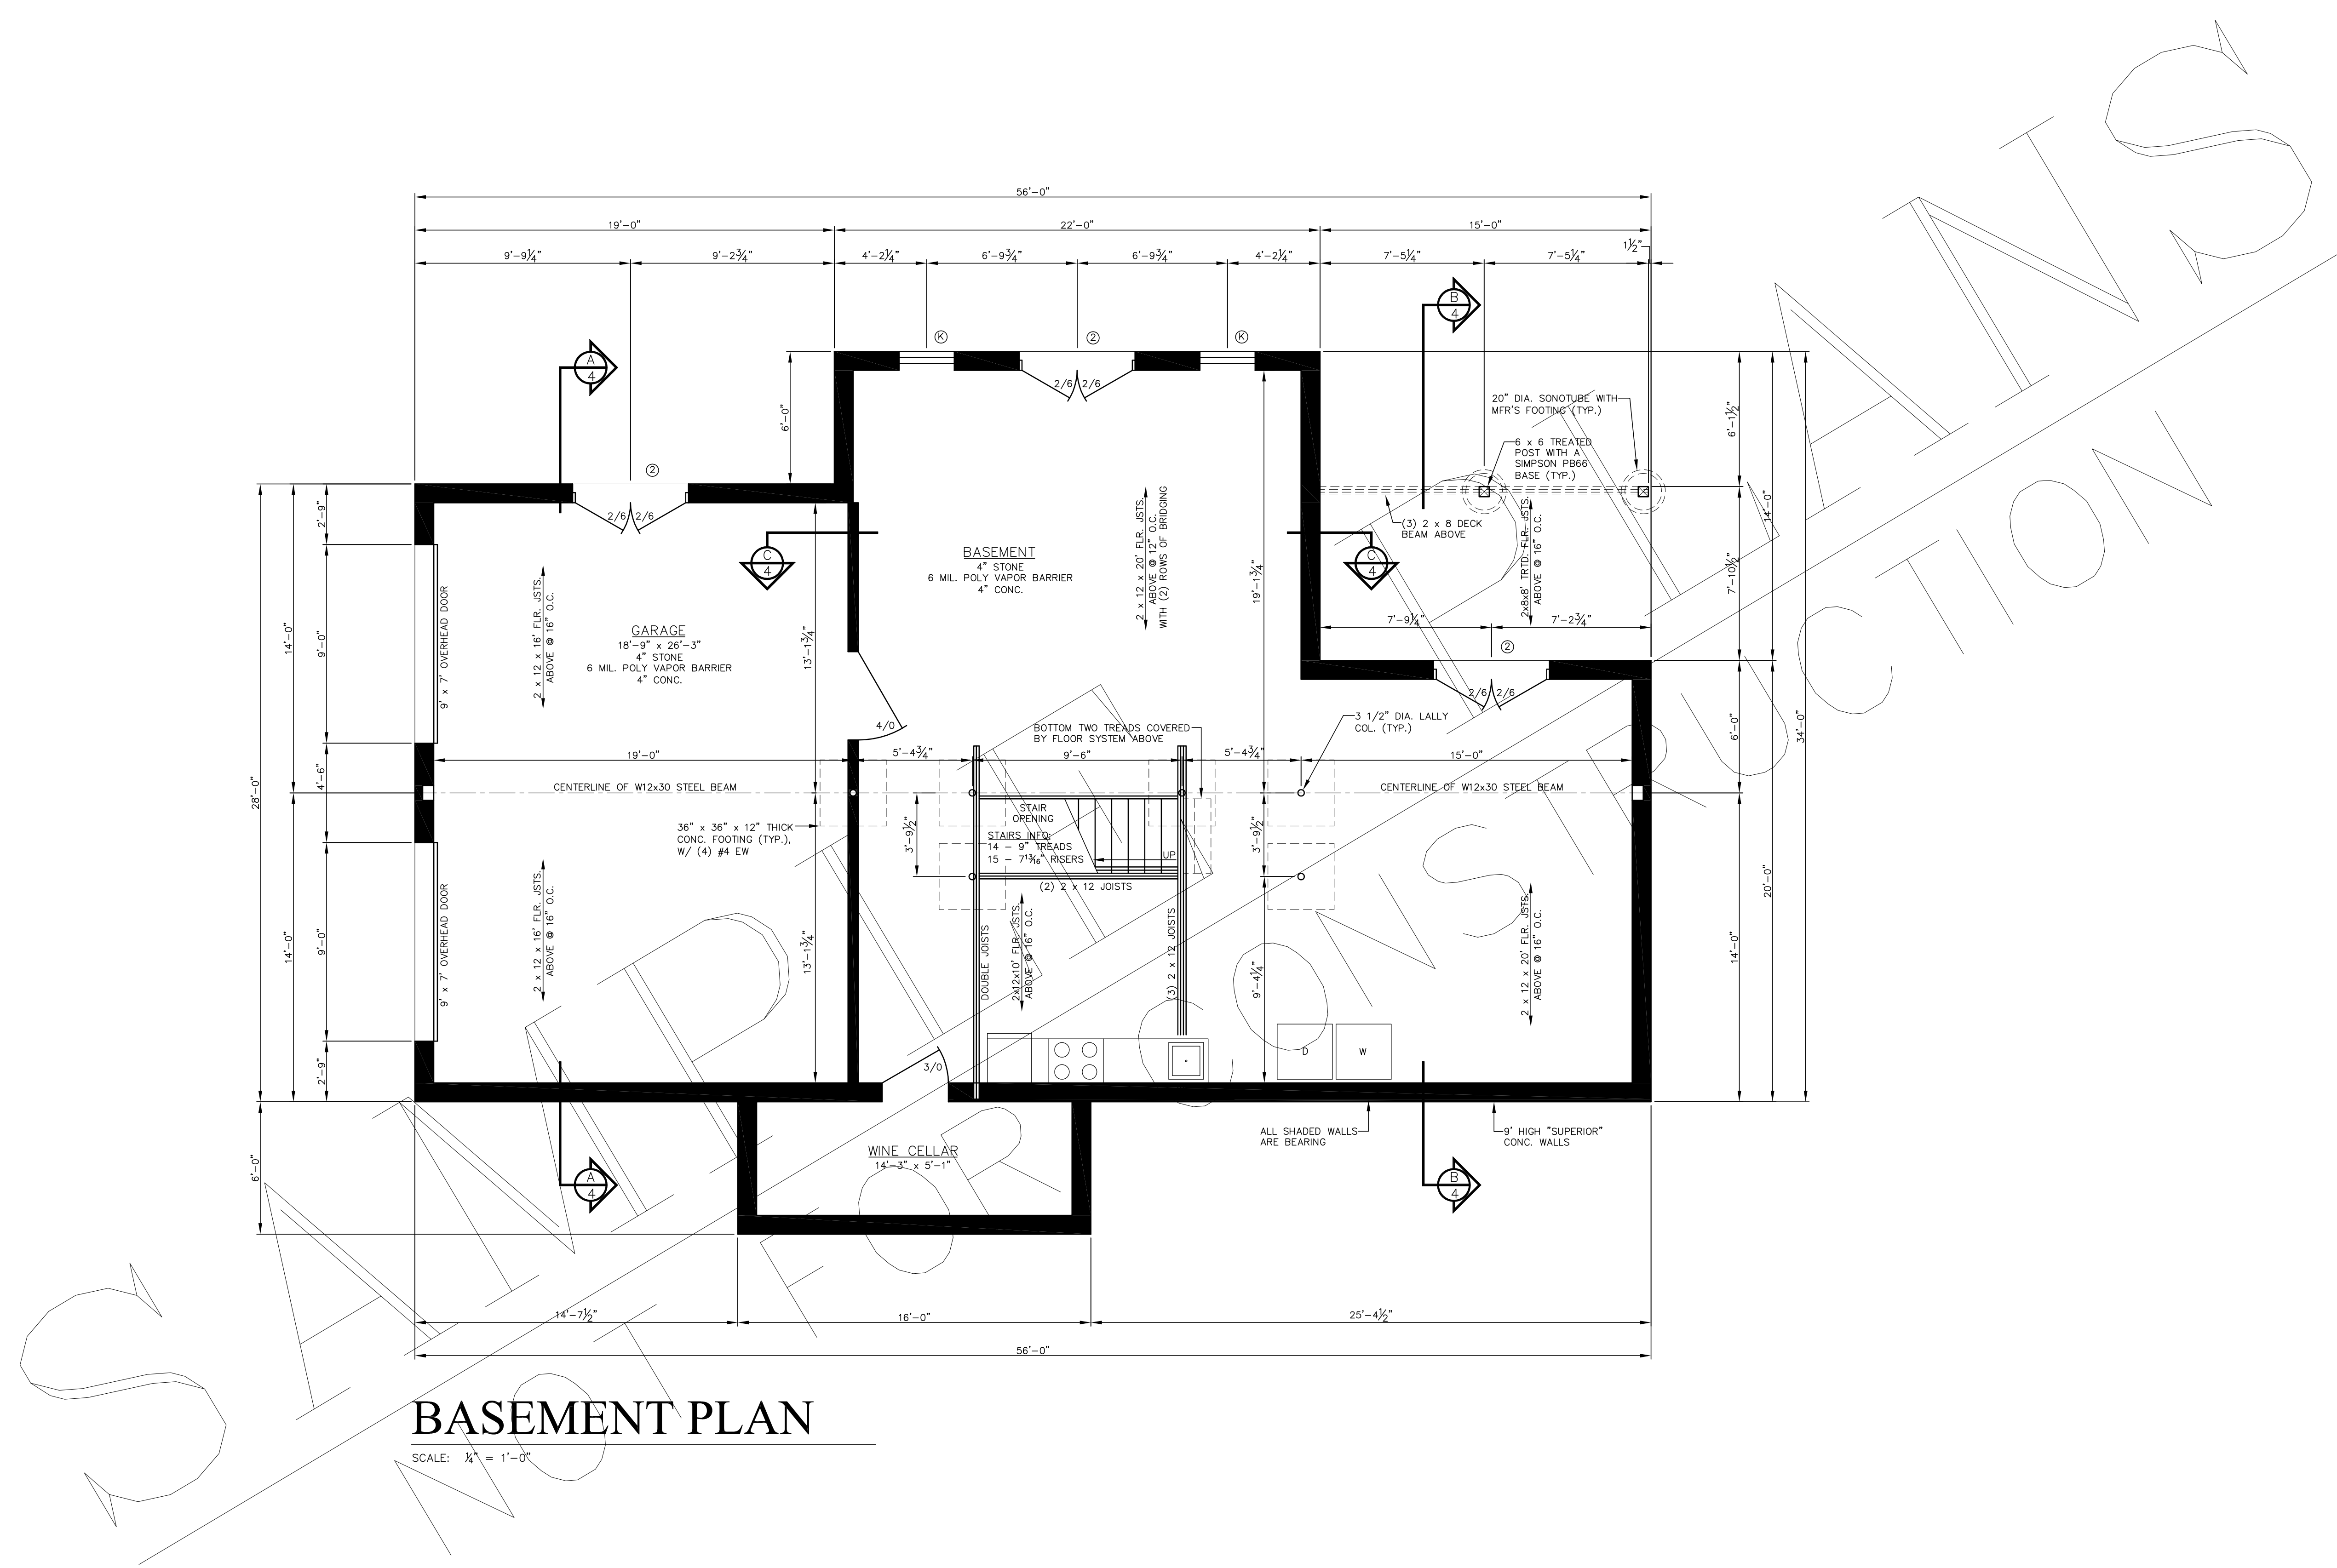 56'-0"
19'-0" 22'-0" 15'-0"
1½"
9'-9¼" 9'-2¾" 4'-2¼" 6'-9¾" 6'-9¾" 4'-2¼" 7'-5¼" 7'-5¼"
B
4
K 2 K
A
4
2/6 2/6
6'-0"
20" DIA. SONOTUBE WITH
MFR'S FOOTING (TYP.)
6'-1½"
6 x 6 TREATED
POST WITH A
SIMPSON PB66
BASE (TYP.)
2
2/6 2/6
2'-9"
14'-0"
(3) 2 x 8 DECK
BEAM ABOVE
2x8x8' TRTD. FLR. JSTS.
ABOVE @ 16" O.C.
7'-10½"
2 x 12 x 20' FLR. JSTS.
ABOVE @ 12" O.C.
WITH (2) ROWS OF BRIDGING
BASEMENT
4" STONE
6 MIL. POLY VAPOR BARRIER
4" CONC.
C
4
C
4
19'-1¾"
7'-9¼" 7'-2¾"
2
2/6 2/6
9' x 7' OVERHEAD DOOR
2 x 12 x 16' FLR. JSTS.
ABOVE @ 16" O.C.
GARAGE
18'-9" x 26'-3"
4" STONE
6 MIL. POLY VAPOR BARRIER
4" CONC.
13'-1¾"
14'-0"
9'-0"
4/0
BOTTOM TWO TREADS COVERED
BY FLOOR SYSTEM ABOVE
3 1/2" DIA. LALLY
COL. (TYP.)
6'-0"
34'-0"
19'-0" 5'-4¾" 9'-6" 5'-4¾" 15'-0"
4'-6"
28'-0"
CENTERLINE OF W12x30 STEEL BEAM
CENTERLINE OF W12x30 STEEL BEAM
36" x 36" x 12" THICK
CONC. FOOTING (TYP.),
W/ (4) #4 EW
3'-9½"
STAIR
OPENING
STAIRS INFO:
14 - 9" TREADS
15 - 7¹³⁄₁₆" RISERS
UP
3'-9½"
(2) 2 x 12 JOISTS
20'-0"
9' x 7' OVERHEAD DOOR
2 x 12 x 16' FLR. JSTS.
ABOVE @ 16" O.C.
13'-1¾"
14'-0"
9'-0"
DOUBLE JOISTS
2x12x10' FLR. JSTS.
ABOVE @ 16" O.C.
(3) 2 x 12 JOISTS
9'-4¼"
2 x 12 x 20' FLR. JSTS.
ABOVE @ 16" O.C.
14'-0"
D W
3/0
2'-9"
6'-0"
ALL SHADED WALLS
ARE BEARING
9' HIGH "SUPERIOR"
CONC. WALLS
WINE CELLAR
14'-3" x 5'-1"
A
4
B
4
14'-7½" 16'-0" 25'-4½"
56'-0"
BASEMENT PLAN
SCALE: ¼" = 1'-0"
SAMPLE PLANS
NOT FOR CONSTRUCTION